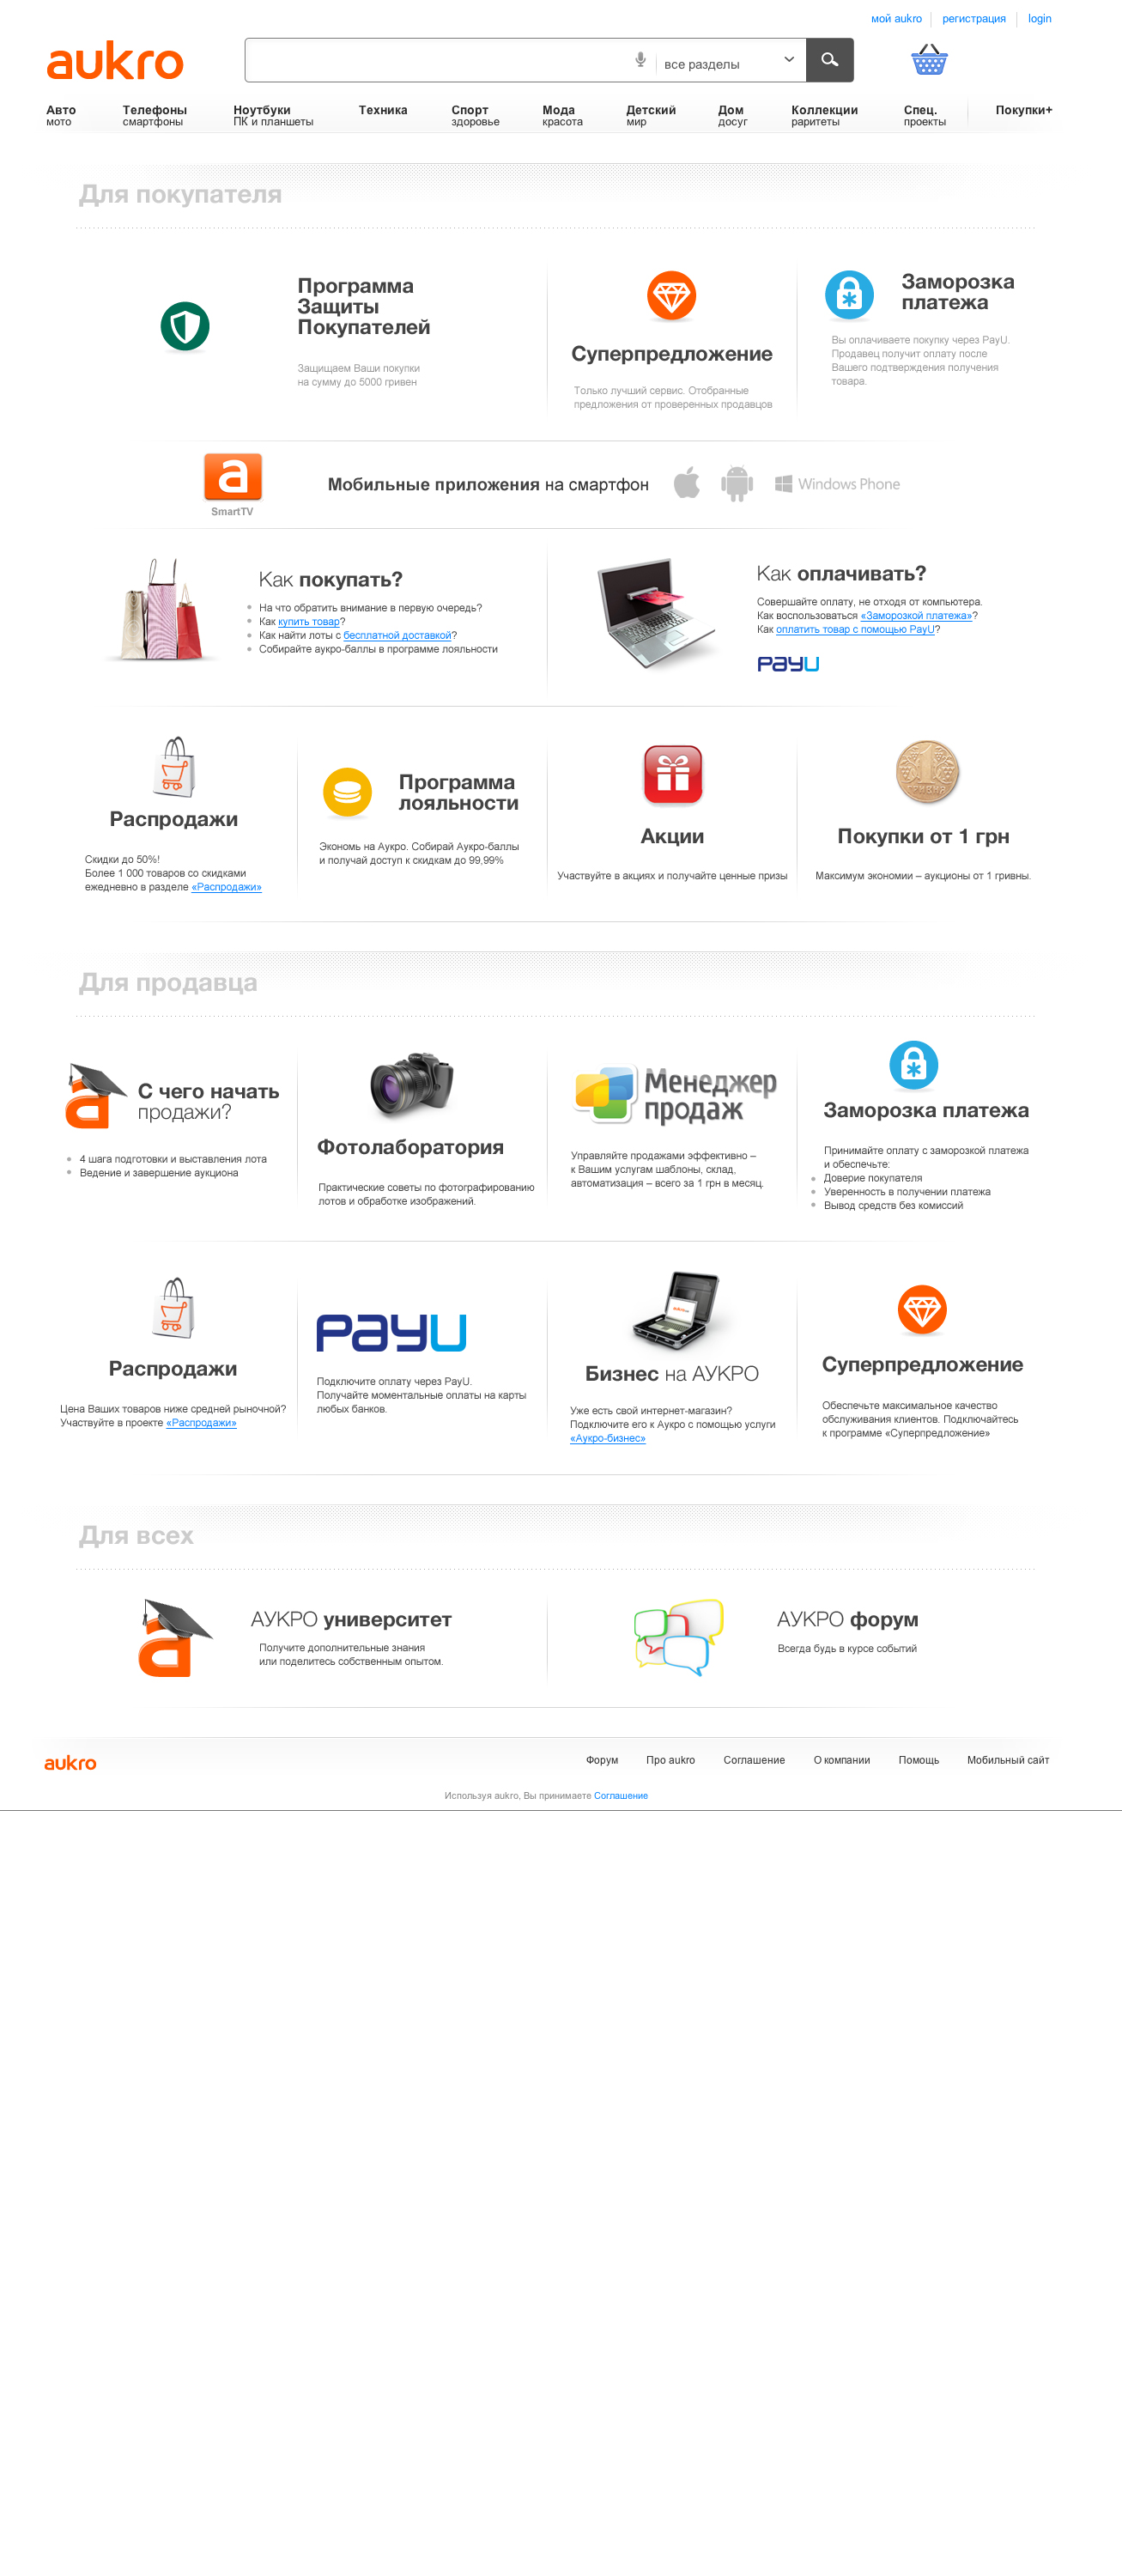 мой aukro
регистрация
login
aukro
все разделы
Авто
мото
Телефоны
смартфоны
Ноутбуки
ПК и планшеты
Техника
Спорт
здоровье
Мода
красота
Детский
мир
Дом
досуг
Коллекции
раритеты
Спец.
проекты
Покупки+
Для покупателя
Программа
Защиты
Покупателей
Защищаем Ваши покупки
на сумму до 5000 гривен
Суперпредложение
Только лучший сервис. Отобранные
предложения от проверенных продавцов
Заморозка
платежа
Вы оплачиваете покупку через PayU.
Продавец получит оплату после
Вашего подтверждения получения
товара.
a
SmartTV
Мобильные приложения на смартфон
Windows Phone
Как покупать?
На что обратить внимание в первую очередь?
Как купить товар?
Как найти лоты с бесплатной доставкой?
Собирайте аукро-баллы в программе лояльности
Как оплачивать?
Совершайте оплату, не отходя от компьютера.
Как воспользоваться «Заморозкой платежа»?
Как оплатить товар с помощью PayU?
PayU
Распродажи
Скидки до 50%!
Более 1 000 товаров со скидками
ежедневно в разделе «Распродажи»
Программа
лояльности
Экономь на Аукро. Собирай Аукро-баллы
и получай доступ к скидкам до 99,99%
Акции
Участвуйте в акциях и получайте ценные призы
1
ГРИВНЯ
Покупки от 1 грн
Максимум экономии – аукционы от 1 гривны.
Для продавца
С чего начать
продажи?
4 шага подготовки и выставления лота
Ведение и завершение аукциона
Фотолаборатория
Практические советы по фотографированию
лотов и обработке изображений.
Менеджер
продаж
Управляйте продажами эффективно –
к Вашим услугам шаблоны, склад,
автоматизация – всего за 1 грн в месяц.
Заморозка платежа
Принимайте оплату с заморозкой платежа
и обеспечьте:
Доверие покупателя
Уверенность в получении платежа
Вывод средств без комиссий
Распродажи
Цена Ваших товаров ниже средней рыночной?
Участвуйте в проекте «Распродажи»
PayU
Подключите оплату через PayU.
Получайте моментальные оплаты на карты
любых банков.
Бизнес на АУКРО
Уже есть свой интернет-магазин?
Подключите его к Аукро с помощью услуги
«Аукро-бизнес»
Суперпредложение
Обеспечьте максимальное качество
обслуживания клиентов. Подключайтесь
к программе «Суперпредложение»
Для всех
АУКРО университет
Получите дополнительные знания
или поделитесь собственным опытом.
АУКРО форум
Всегда будь в курсе событий
aukro
Форум
Про aukro
Соглашение
О компании
Помощь
Мобильный сайт
Используя aukro, Вы принимаете Соглашение